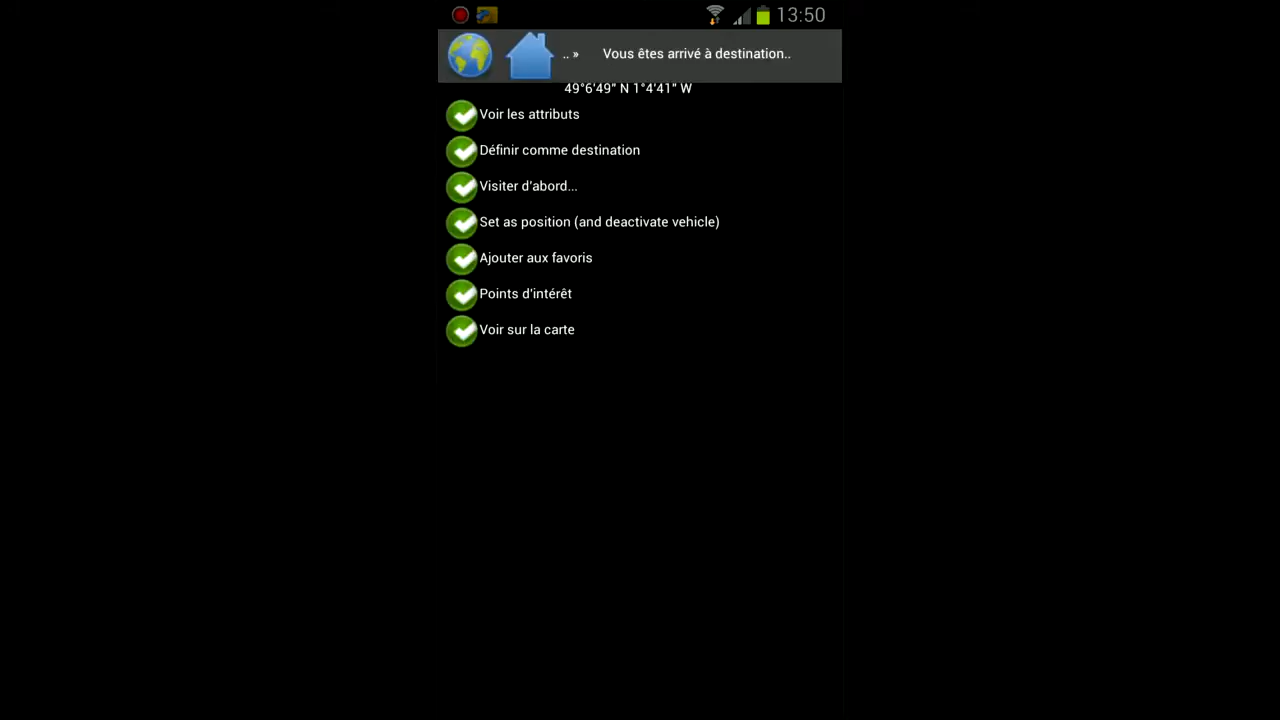 13:50
.. » Vous êtes arrivé à destination..
49°6'49" N 1°4'41" W
Voir les attributs
Définir comme destination
Visiter d'abord...
Set as position (and deactivate vehicle)
Ajouter aux favoris
Points d'intérêt
Voir sur la carte